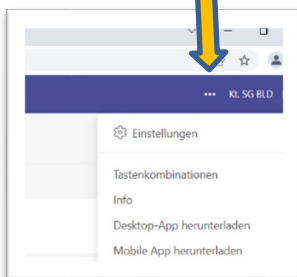 ••• Kt. SG BLD
Einstellungen
Tastenkombinationen
Info
Desktop-App herunterladen
Mobile App herunterladen